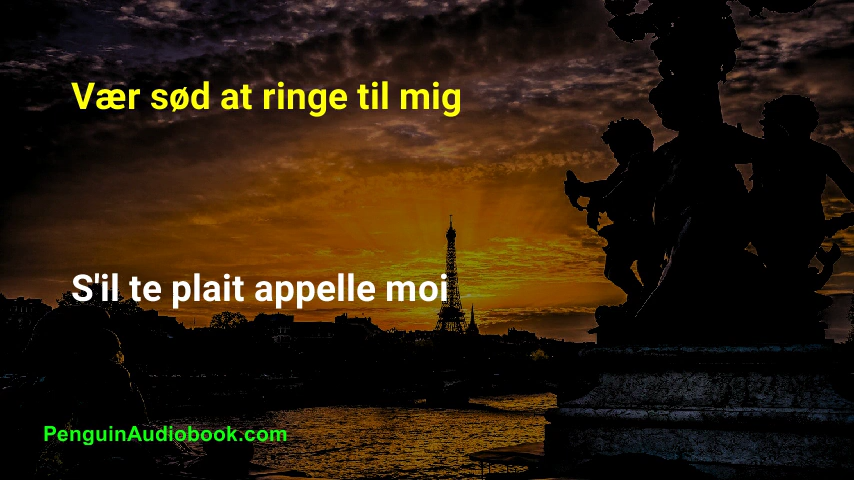 Vær sød at ringe til mig
S'il te plait appelle moi
PenguinAudiobook.com